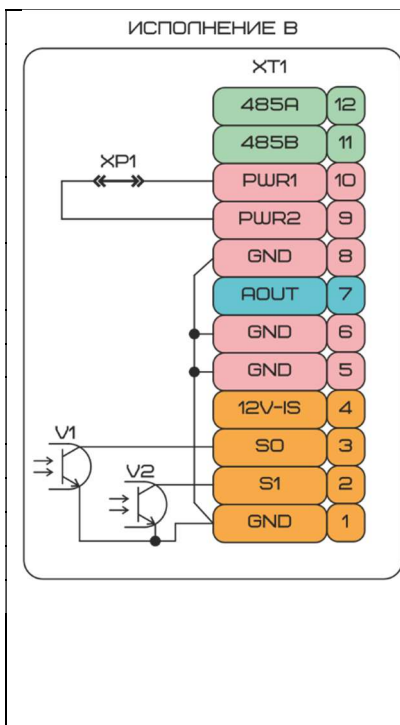 ИСПОЛНЕНИЕ В
XT1
485A 12
485B 11
XP1
PWR1 10
PWR2 9
GND 8
AOUT 7
GND 6
GND 5
12V-IS 4
V1
S0 3
V2
S1 2
GND 1